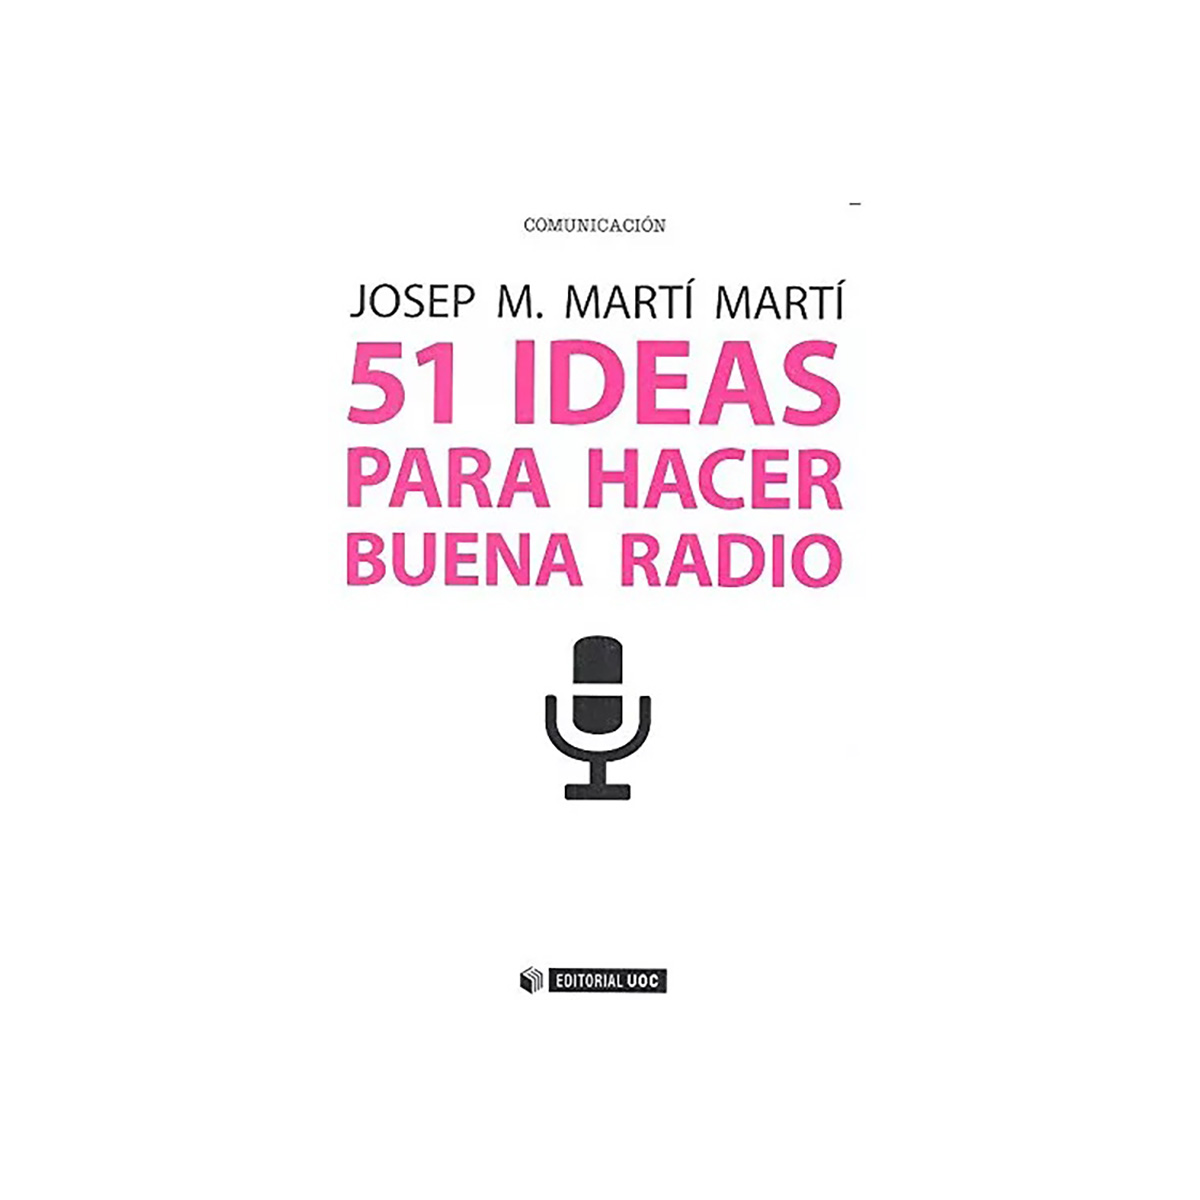 COMUNICACIÓN
JOSEP M. MARTÍ MARTÍ
51 IDEAS
PARA HACER
BUENA RADIO
EDITORIAL UOC